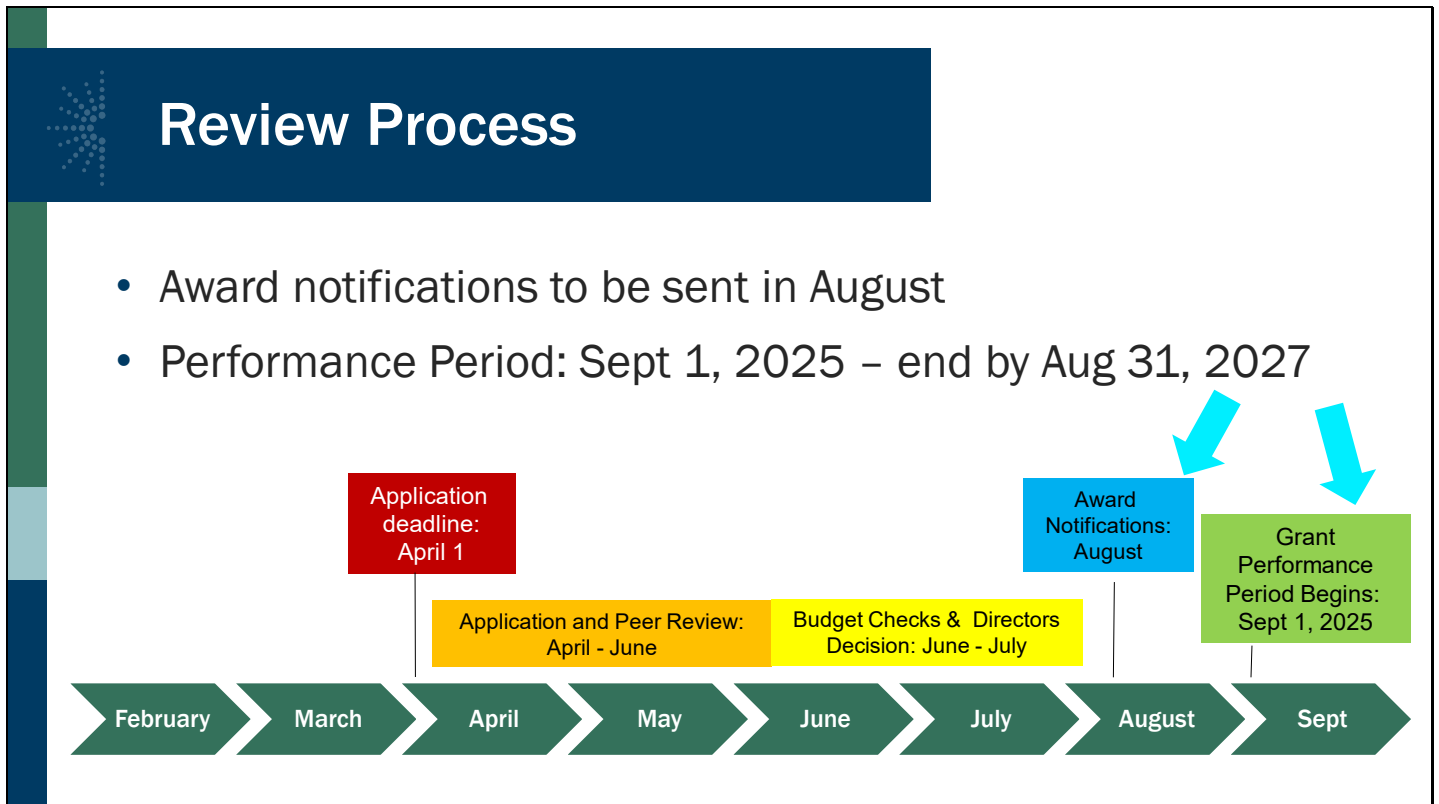 Review Process
• Award notifications to be sent in August
• Performance Period: Sept 1, 2025 – end by Aug 31, 2027
Application
deadline:
April 1
Application and Peer Review:
April - June
Budget Checks & Directors
Decision: June - July
Award
Notifications:
August
Grant
Performance
Period Begins:
Sept 1, 2025
February
March
April
May
June
July
August
Sept